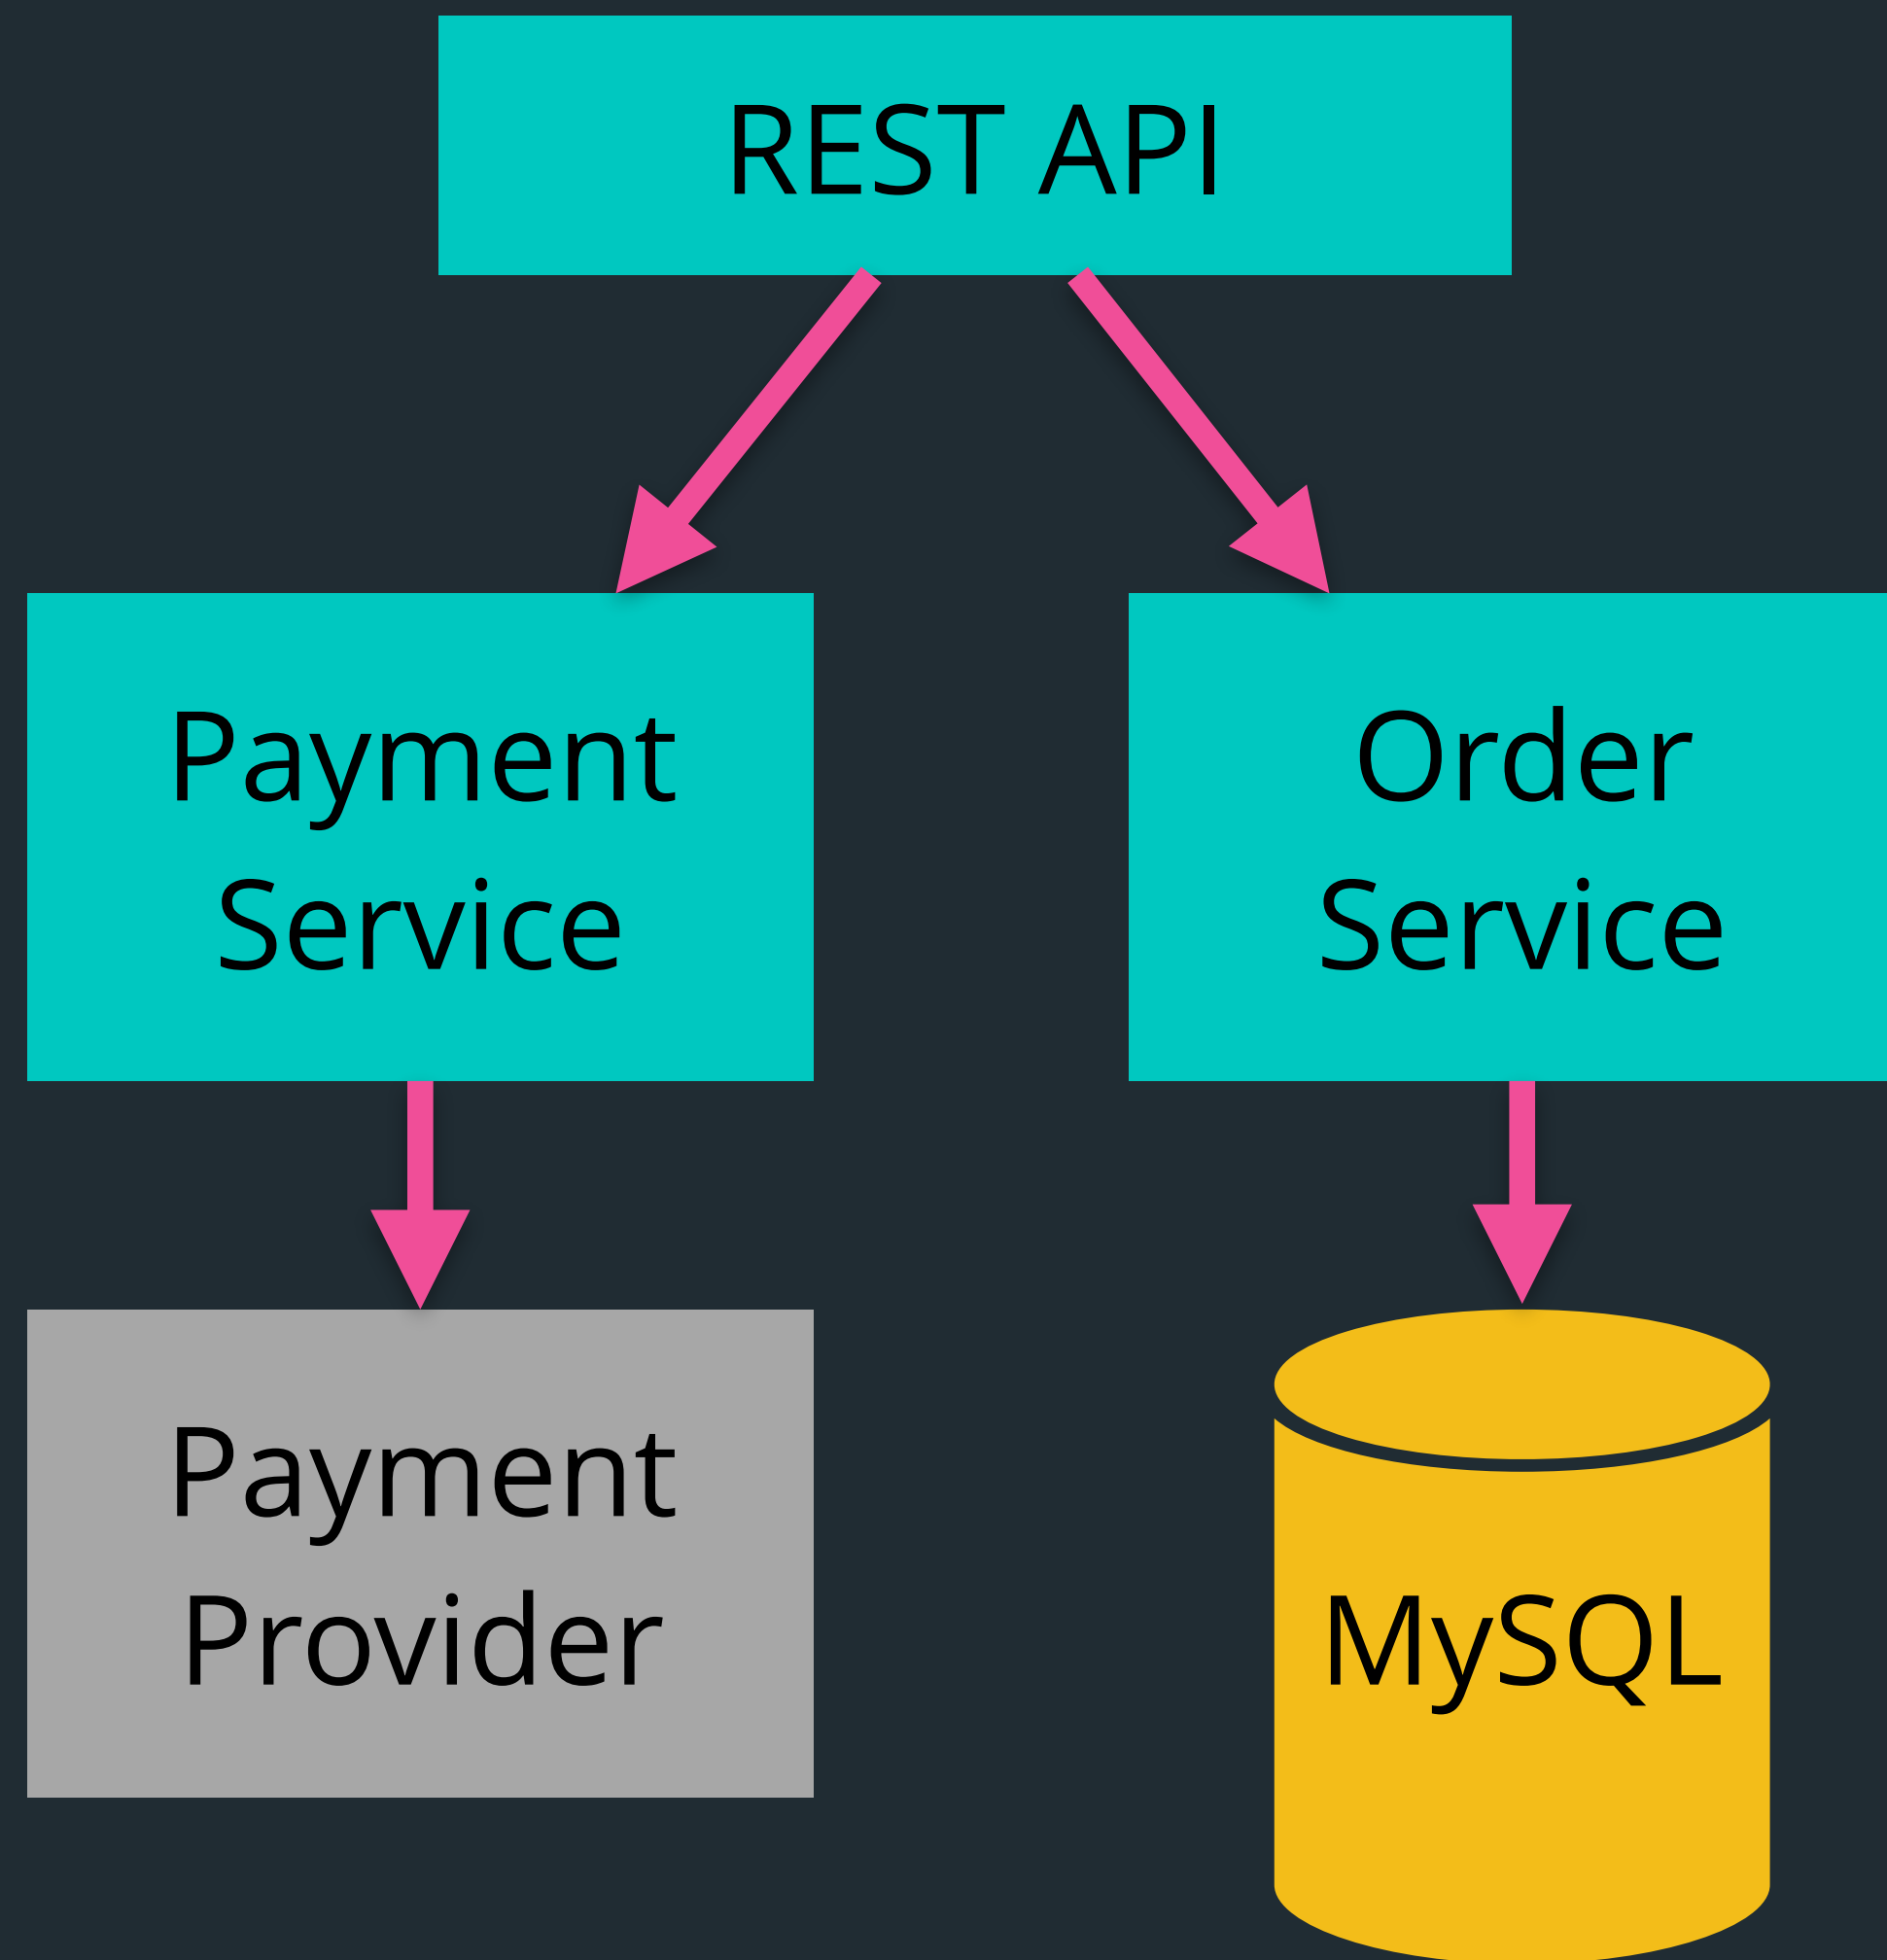 REST API
Payment
Service
Order
Service
Payment
Provider
MySQL